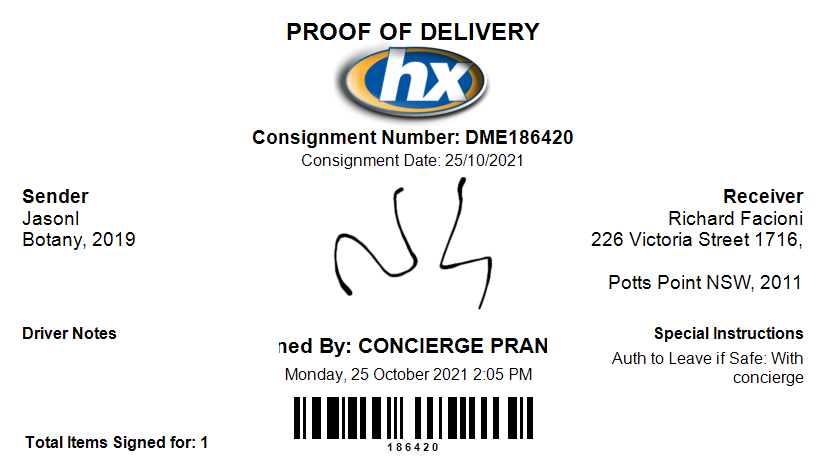 PROOF OF DELIVERY
hx
Consignment Number: DME186420
Consignment Date: 25/10/2021
Sender
JasonI
Botany, 2019
Receiver
Richard Facioni
226 Victoria Street 1716,
Potts Point NSW, 2011
Driver Notes
Special Instructions
Auth to Leave if Safe: With
concierge
ned By: CONCIERGE PRAN
Monday, 25 October 2021 2:05 PM
186420
Total Items Signed for: 1